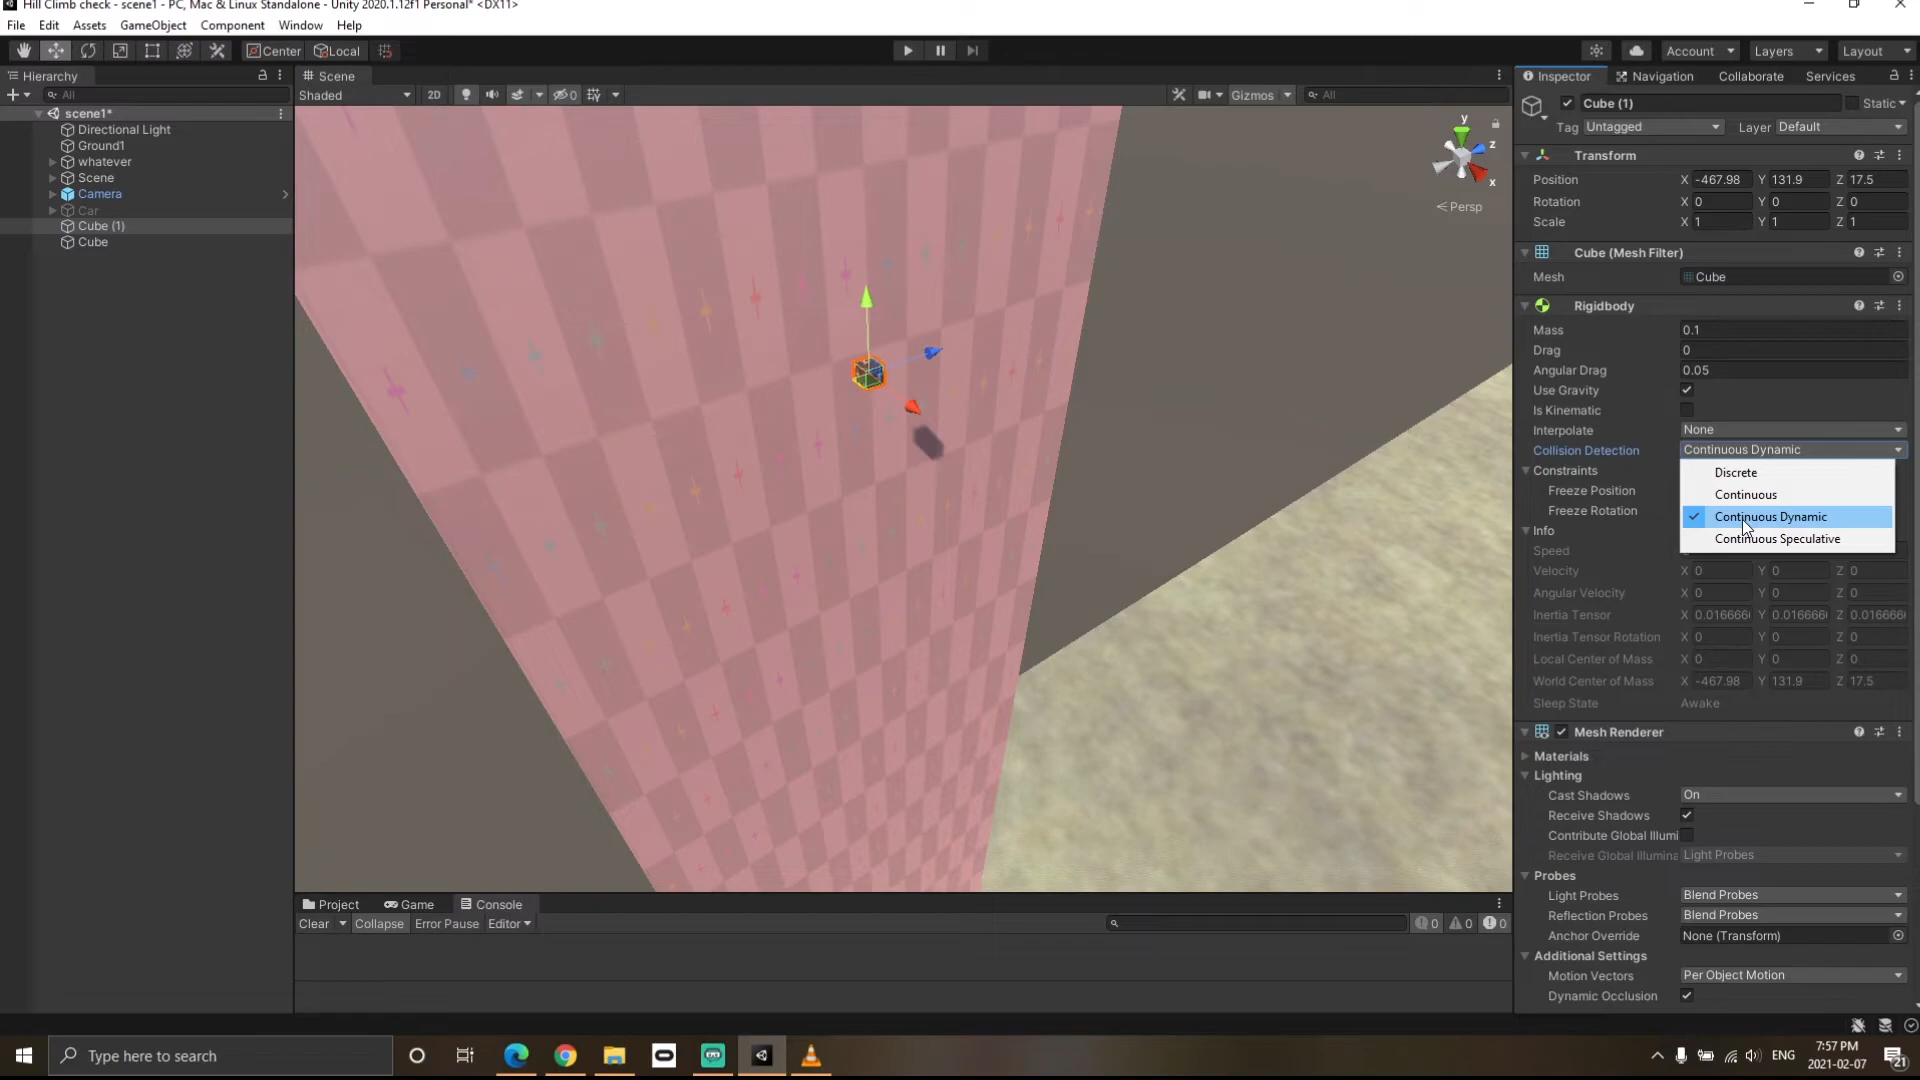 Hill Climb check - scene1 - PC, Mac & Linux Standalone - Unity 2020.1.12f1 Personal* <DX11>
File Edit Assets GameObject Component Window Help
Center Local Account Layers Layout
Hierarchy
All
scene1*
Directional Light
Ground1
whatever
Scene
Camera
Car
Cube (1)
Cube
Scene
Shaded 2D 0 Gizmos All
y
z
x
Persp
Project Game Console
Clear Collapse Error Pause Editor 0 0 0
Inspector Navigation Collaborate Services
Cube (1) Static
Tag Untagged Layer Default
Transform
Position X -467.98 Y 131.9 Z 17.5
Rotation X 0 Y 0 Z 0
Scale X 1 Y 1 Z 1
Cube (Mesh Filter)
Mesh Cube
Rigidbody
Mass 0.1
Drag 0
Angular Drag 0.05
Use Gravity
Is Kinematic
Interpolate None
Collision Detection Continuous Dynamic
Discrete
Continuous
Continuous Dynamic
Continuous Speculative
Constraints
Freeze Position
Freeze Rotation
Info
Speed
Velocity X 0 Y 0 Z 0
Angular Velocity X 0 Y 0 Z 0
Inertia Tensor X 0.016666 Y 0.016666 Z 0.016666
Inertia Tensor Rotation X 0 Y 0 Z 0
Local Center of Mass X 0 Y 0 Z 0
World Center of Mass X -467.98 Y 131.9 Z 17.5
Sleep State Awake
Mesh Renderer
Materials
Lighting
Cast Shadows On
Receive Shadows
Contribute Global Illumi
Receive Global Illumina Light Probes
Probes
Light Probes Blend Probes
Reflection Probes Blend Probes
Anchor Override None (Transform)
Additional Settings
Motion Vectors Per Object Motion
Dynamic Occlusion
Type here to search
ENG
7:57 PM
2021-02-07
21